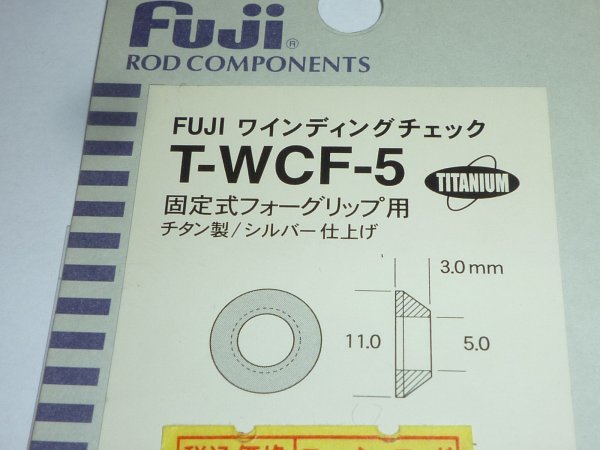 Fuji®
ROD COMPONENTS
FUJI ワインディングチェック
T-WCF-5
TITANIUM
固定式フォーグリップ用
チタン製/シルバー仕上げ
3.0mm
11.0
5.0